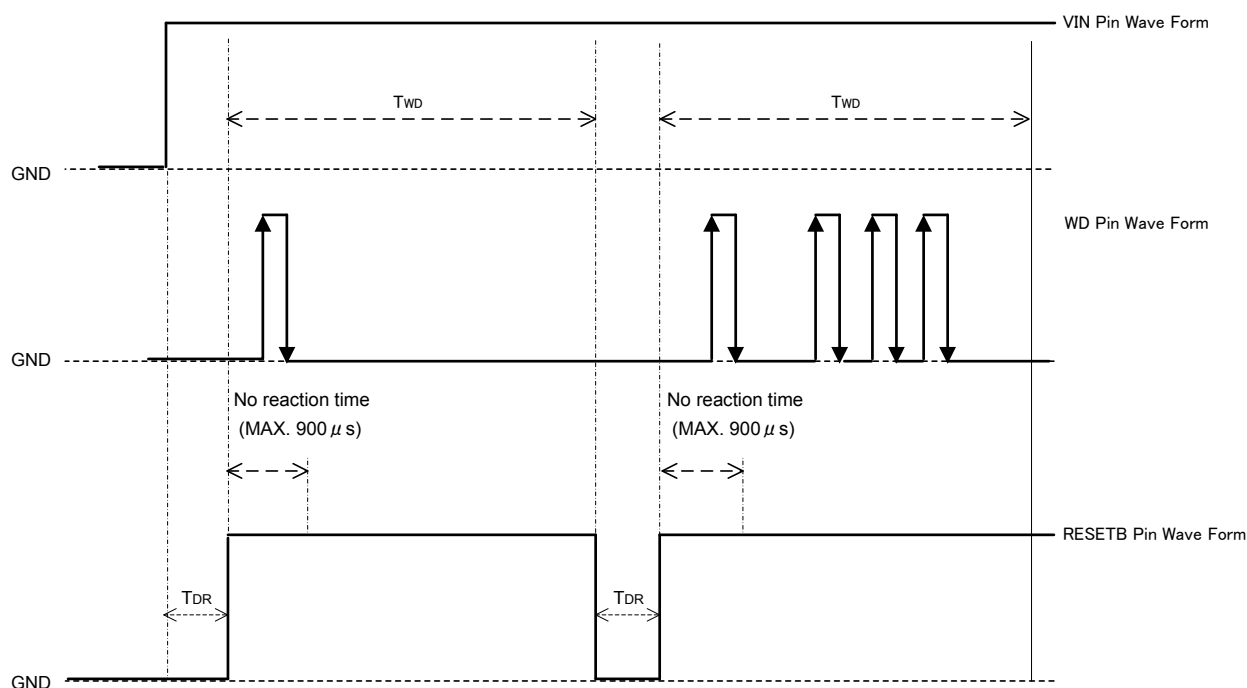 VIN Pin Wave Form
TWD
TWD
GND
WD Pin Wave Form
GND
No reaction time
(MAX. 900 μ s)
No reaction time
(MAX. 900 μ s)
RESETB Pin Wave Form
TDR
TDR
GND